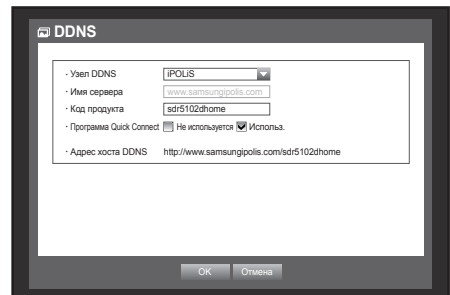 DDNS
· Узел DDNS iPOLiS
· Имя сервера www.samsungipolis.com
· Код продукта sdr5102dhome
· Программа Quick Connect Не используется Использ.
· Адрес хоста DDNS http://www.samsungipolis.com/sdr5102dhome
OK Отмена